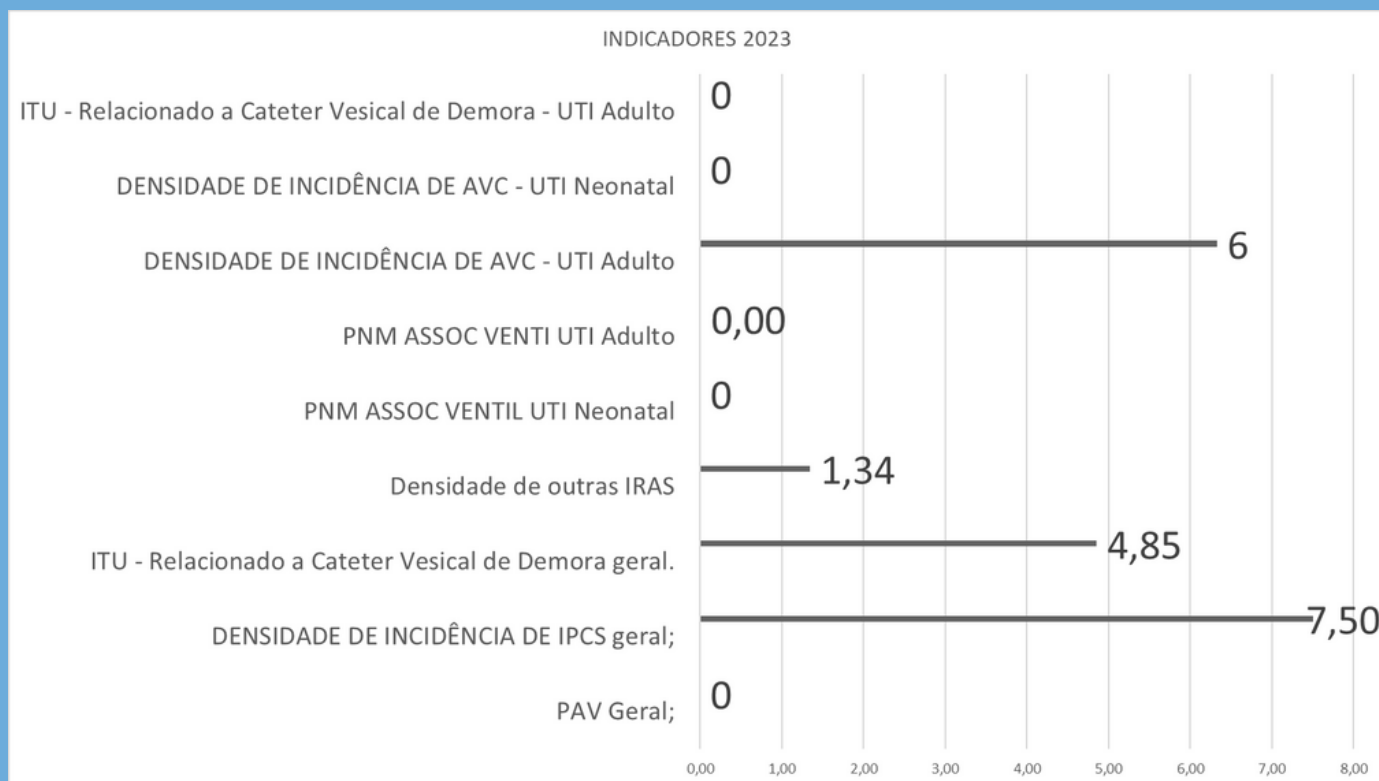 INDICADORES 2023
ITU - Relacionado a Cateter Vesical de Demora - UTI Adulto
0
DENSIDADE DE INCIDÊNCIA DE AVC - UTI Neonatal
0
DENSIDADE DE INCIDÊNCIA DE AVC - UTI Adulto
6
PNM ASSOC VENTI UTI Adulto
0,00
PNM ASSOC VENTIL UTI Neonatal
0
Densidade de outras IRAS
1,34
ITU - Relacionado a Cateter Vesical de Demora geral.
4,85
DENSIDADE DE INCIDÊNCIA DE IPCS geral;
7,50
PAV Geral;
0
0,00 1,00 2,00 3,00 4,00 5,00 6,00 7,00 8,00